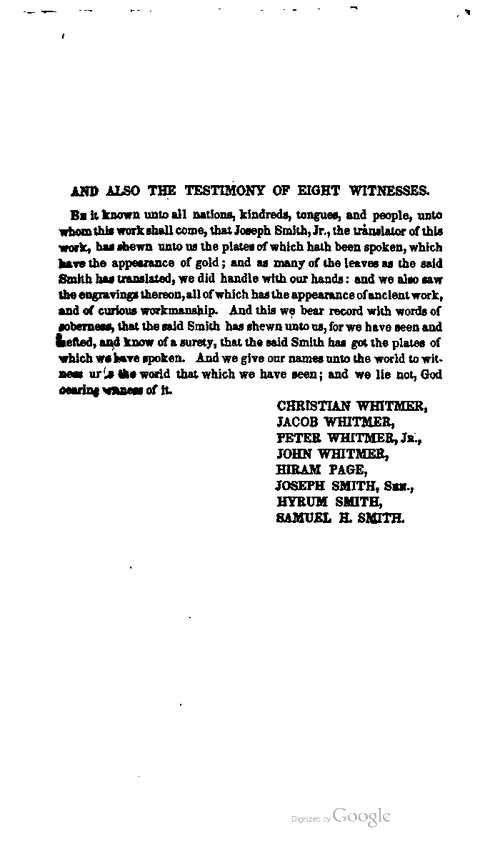 AND ALSO THE TESTIMONY OF EIGHT WITNESSES.
BE it known unto all nations, kindreds, tongues, and people, unto
whom this work shall come, that Joseph Smith, Jr., the translator of this
work, has shewn unto us the plates of which hath been spoken, which
have the appearance of gold; and as many of the leaves as the said
Smith has translated, we did handle with our hands: and we also saw
the engravings thereon, all of which has the appearance of ancient work,
and of curious workmanship. And this we bear record with words of
soberness, that the said Smith has shewn unto us, for we have seen and
hefted, and know of a surety, that the said Smith has got the plates of
which we have spoken. And we give our names unto the world to wit-
ness the world that which we have seen; and we lie not, God
bearing witness of it.
CHRISTIAN WHITMER,
JACOB WHITMER,
PETER WHITMER, JR.,
JOHN WHITMER,
HIRAM PAGE,
JOSEPH SMITH, SEN.,
HYRUM SMITH,
SAMUEL H. SMITH.
Digitized by Google